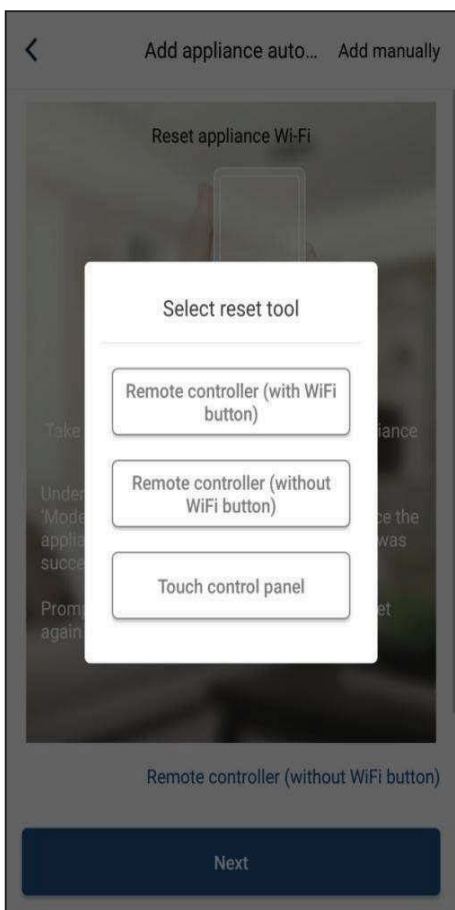 Add appliance auto... Add manually
Reset appliance Wi-Fi
Select reset tool
Remote controller (with WiFi
button)
Take
iance
Remote controller (without
WiFi button)
Under
'Mode
ce the
applia
was
succe
Touch control panel
Promp
et
again
Remote controller (without WiFi button)
Next